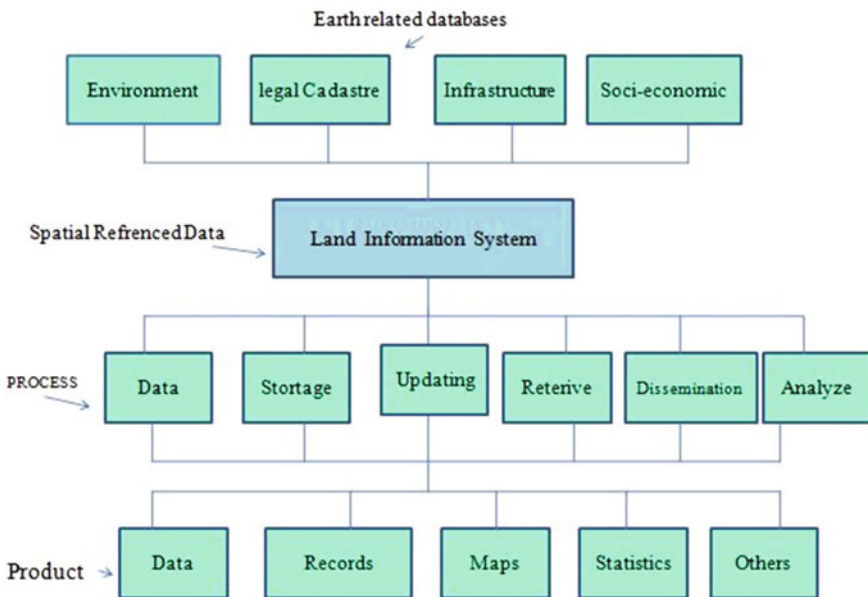 Earth related databases
Environment
legal Cadastre
Infrastructure
Soci-economic
Spatial Refrenced Data
Land Information System
PROCESS
Data
Stortage
Updating
Reterive
Dissemination
Analyze
Product
Data
Records
Maps
Statistics
Others